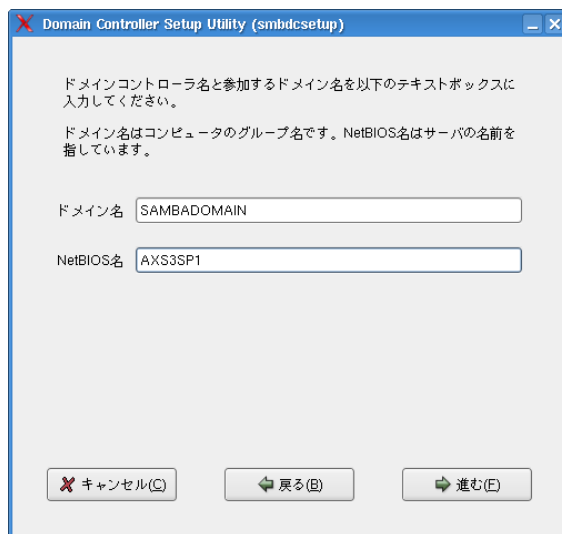 Domain Controller Setup Utility (smbdcsetup)
ドメインコントローラ名と参加するドメイン名を以下のテキストボックスに
入力してください。
ドメイン名はコンピュータのグループ名です。NetBIOS名はサーバの名前を
指しています。
ドメイン名 SAMBADOMAIN
NetBIOS名 AXS3SP1
キャンセル(C) 戻る(B) 進む(F)